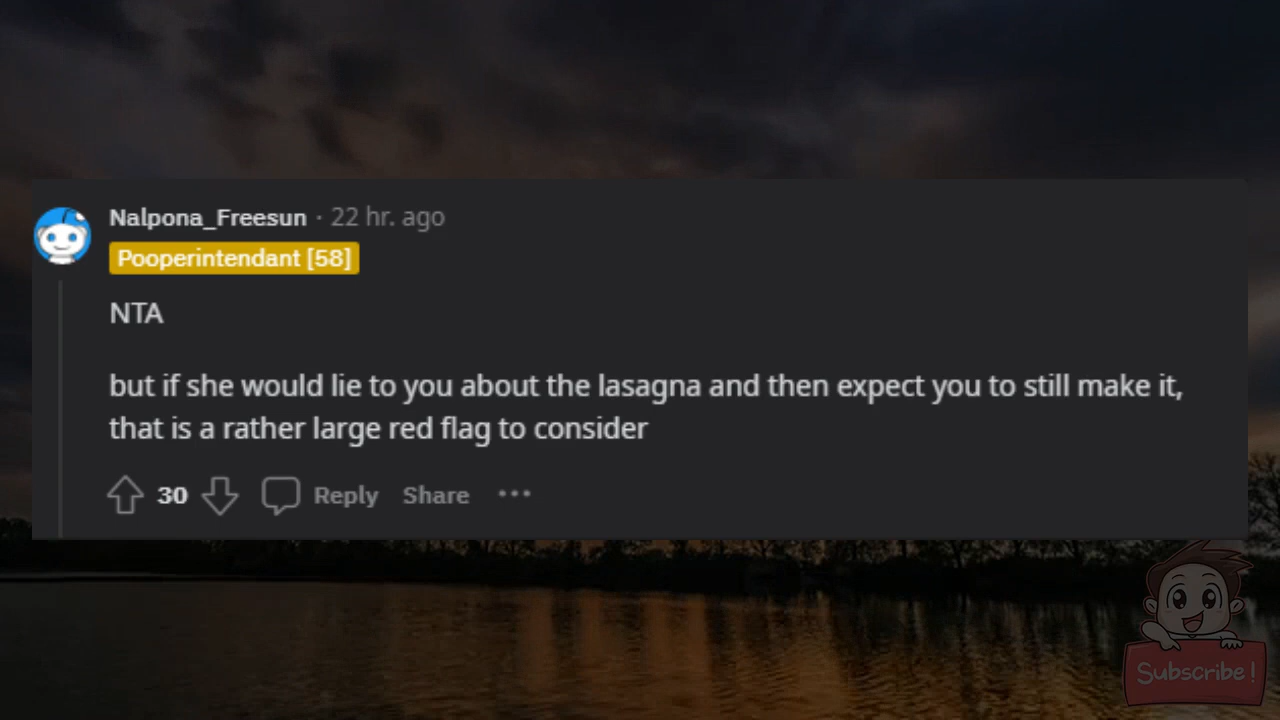 Nalpona_Freesun · 22 hr. ago
Pooperintendant [58]
NTA
but if she would lie to you about the lasagna and then expect you to still make it,
that is a rather large red flag to consider
30 Reply Share ···
Subscribe!